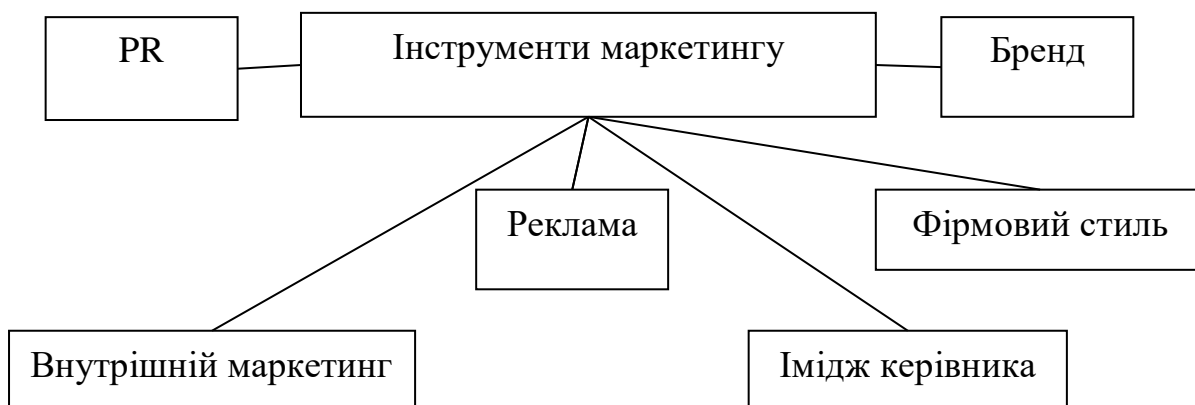 PR
Інструменти маркетингу
Бренд
Реклама
Фірмовий стиль
Внутрішній маркетинг
Імідж керівника